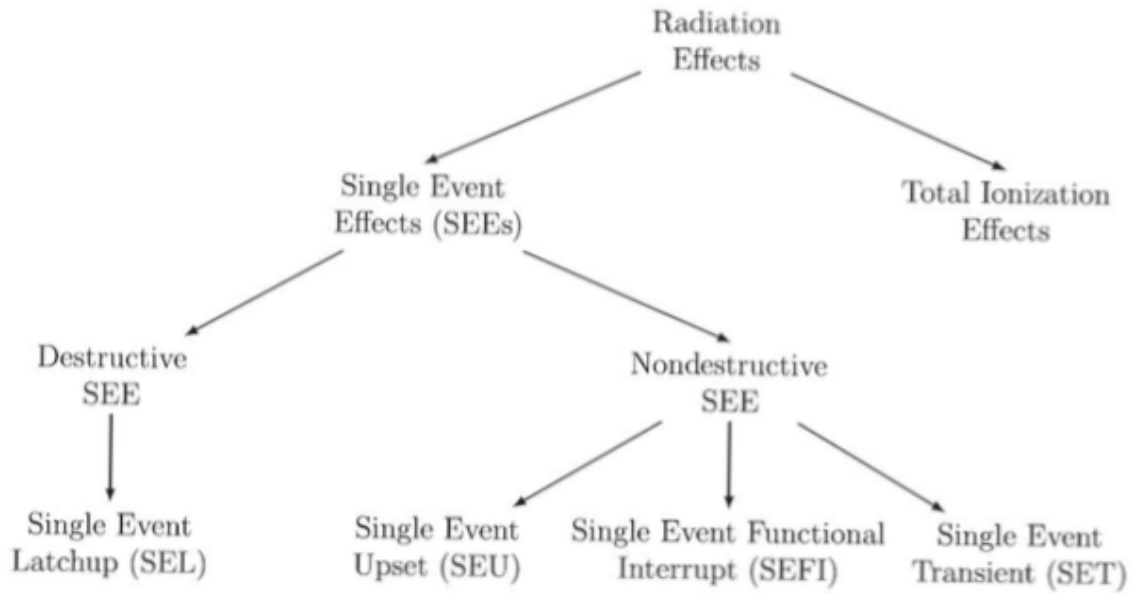 Radiation
Effects
Single Event
Effects (SEEs)
Total Ionization
Effects
Destructive
SEE
Nondestructive
SEE
Single Event
Latchup (SEL)
Single Event
Upset (SEU)
Single Event Functional
Interrupt (SEFI)
Single Event
Transient (SET)